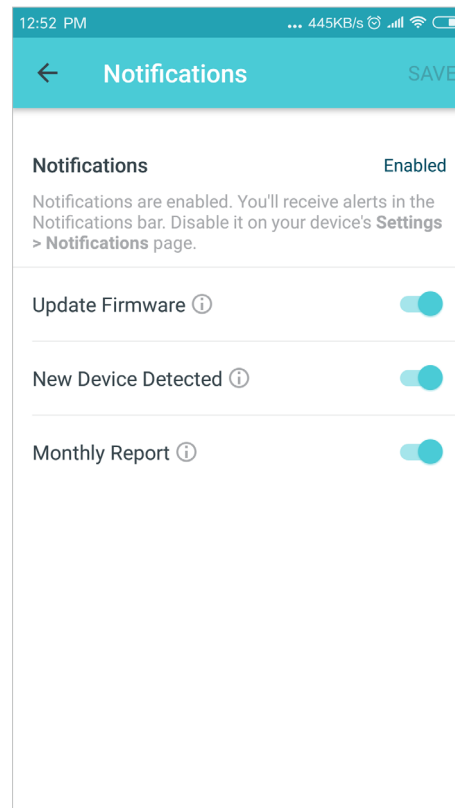 12:52 PM ... 445KB/s
Notifications SAVE
Notifications Enabled
Notifications are enabled. You'll receive alerts in the
Notifications bar. Disable it on your device's Settings
> Notifications page.
Update Firmware
New Device Detected
Monthly Report